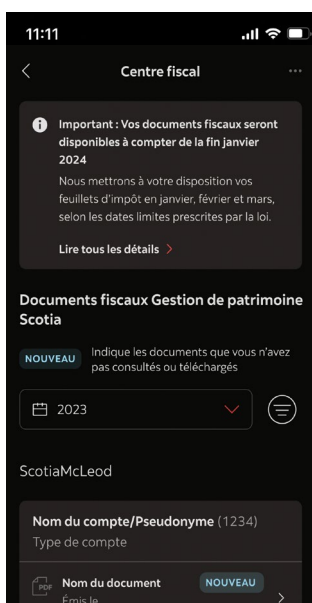 11:11
Centre fiscal
Important : Vos documents fiscaux seront
disponibles à compter de la fin janvier
2024
Nous mettrons à votre disposition vos
feuillets d'impôt en janvier, février et mars,
selon les dates limites prescrites par la loi.
Lire tous les détails
Documents fiscaux Gestion de patrimoine
Scotia
NOUVEAU
Indique les documents que vous n'avez
pas consultés ou téléchargés
2023
ScotiaMcLeod
Nom du compte/Pseudonyme (1234)
Type de compte
PDF
Nom du document
NOUVEAU
Émis le